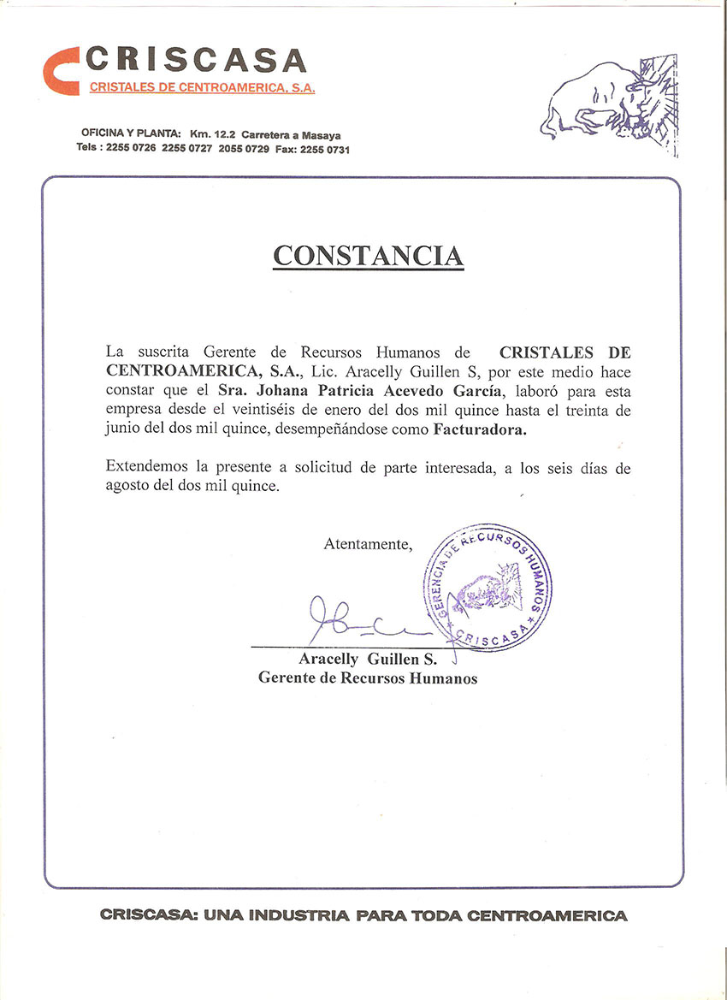 CRISCASA
CRISTALES DE CENTROAMERICA, S.A.
OFICINA Y PLANTA: Km. 12.2 Carretera a Masaya
Tels : 2255 0726 2255 0727 2055 0729 Fax: 2255 0731
CONSTANCIA
La suscrita Gerente de Recursos Humanos de CRISTALES DE
CENTROAMERICA, S.A., Lic. Aracelly Guillen S, por este medio hace
constar que el Sra. Johana Patricia Acevedo García, laboró para esta
empresa desde el veintiséis de enero del dos mil quince hasta el treinta de
junio del dos mil quince, desempeñándose como Facturadora.
Extendemos la presente a solicitud de parte interesada, a los seis días de
agosto del dos mil quince.
Atentamente,
GERENCIA DE RECURSOS HUMANOS
* CRISCASA *
Aracelly Guillen S.
Gerente de Recursos Humanos
CRISCASA: UNA INDUSTRIA PARA TODA CENTROAMERICA